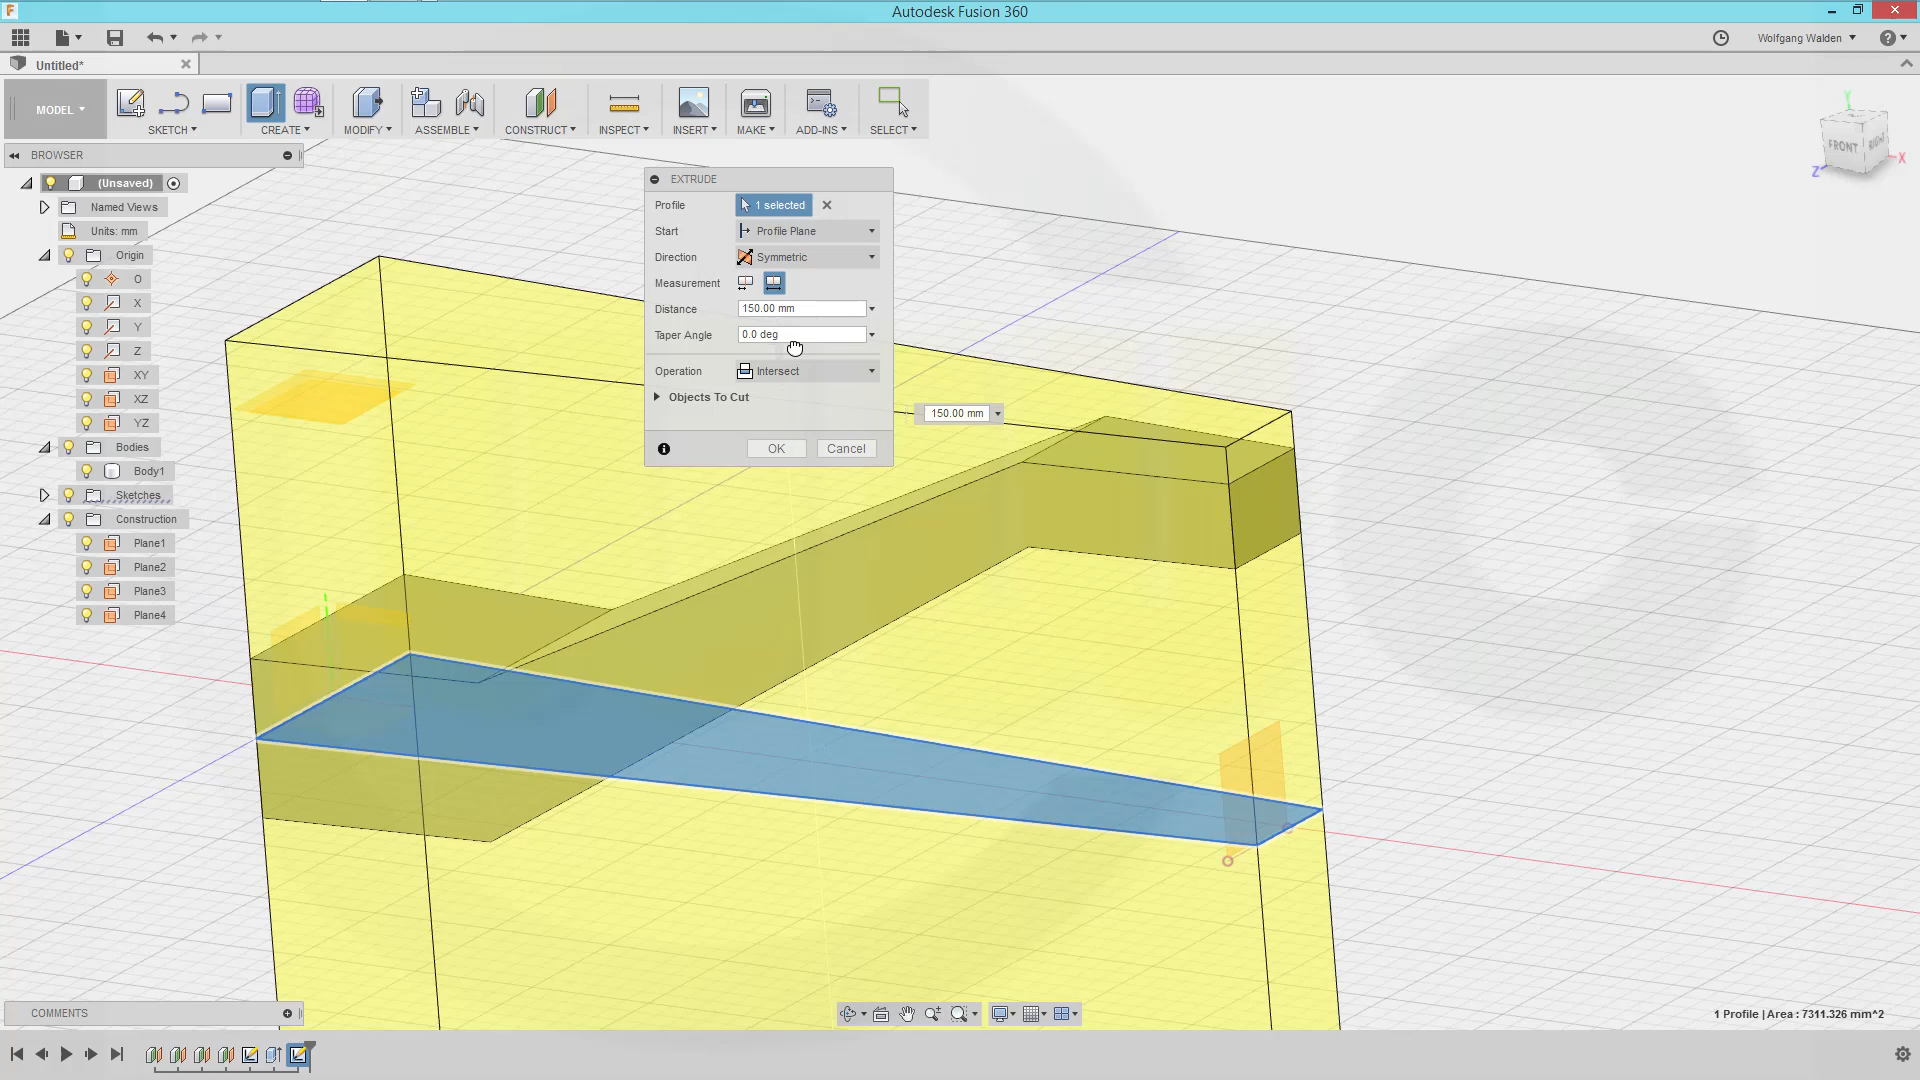 Autodesk Fusion 360
Wolfgang Walden
Untitled*
MODEL
SKETCH
CREATE
MODIFY
ASSEMBLE
CONSTRUCT
INSPECT
INSERT
MAKE
ADD-INS
SELECT
BROWSER
(Unsaved)
Named Views
Units: mm
Origin
O
X
Y
Z
XY
XZ
YZ
Bodies
Body1
Sketches
Construction
Plane1
Plane2
Plane3
Plane4
EXTRUDE
Profile 1 selected
Start Profile Plane
Direction Symmetric
Measurement
Distance 150.00 mm
Taper Angle 0.0 deg
Operation Intersect
Objects To Cut
OK Cancel
150.00 mm
Y
FRONT RIGHT
X
Z
COMMENTS
1 Profile | Area : 7311.326 mm^2